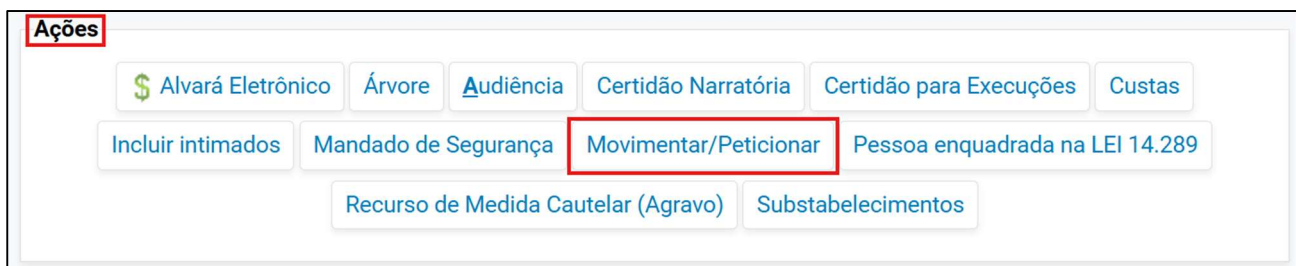 Ações
$ Alvará Eletrônico Árvore Audiência Certidão Narratória Certidão para Execuções Custas
Incluir intimados Mandado de Segurança Movimentar/Peticionar Pessoa enquadrada na LEI 14.289
Recurso de Medida Cautelar (Agravo) Substabelecimentos